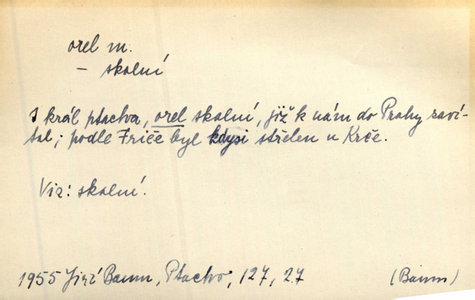 orel m.
– skalní
I král ptactva, orel skalní, již k nám do Prahy zaví-
tal; podle Friče byl kdysi střelen u Krče.
Viz: skalní.
1955 Jiří Baum, Ptactvo, 127, 27 (Baum)